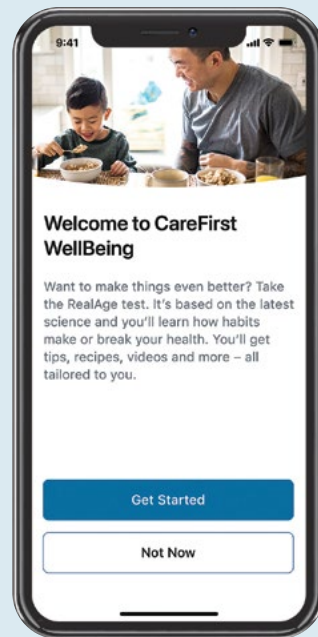 9:41
Welcome to CareFirst
WellBeing
Want to make things even better? Take
the RealAge test. It's based on the latest
science and you'll learn how habits
make or break your health. You'll get
tips, recipes, videos and more – all
tailored to you.
Get Started
Not Now